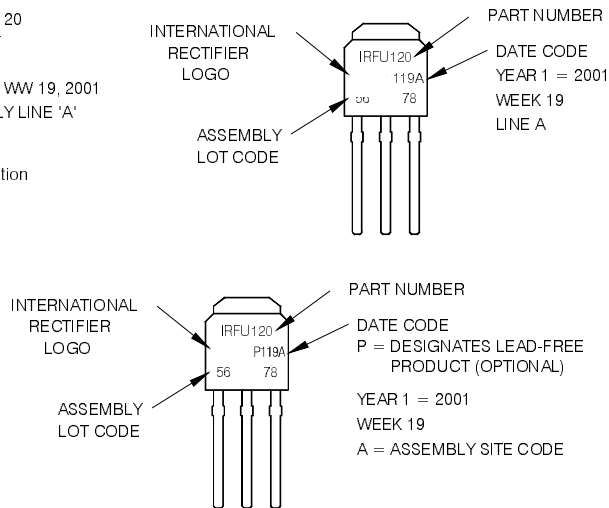 20
WW 19, 2001
LY LINE 'A'
tion
INTERNATIONAL
RECTIFIER
LOGO
ASSEMBLY
LOT CODE
IRFU120
119A
78
PART NUMBER
DATE CODE
YEAR 1 = 2001
WEEK 19
LINE A
INTERNATIONAL
RECTIFIER
LOGO
ASSEMBLY
LOT CODE
IRFU120
P119A
56 78
PART NUMBER
DATE CODE
P = DESIGNATES LEAD-FREE
PRODUCT (OPTIONAL)
YEAR 1 = 2001
WEEK 19
A = ASSEMBLY SITE CODE